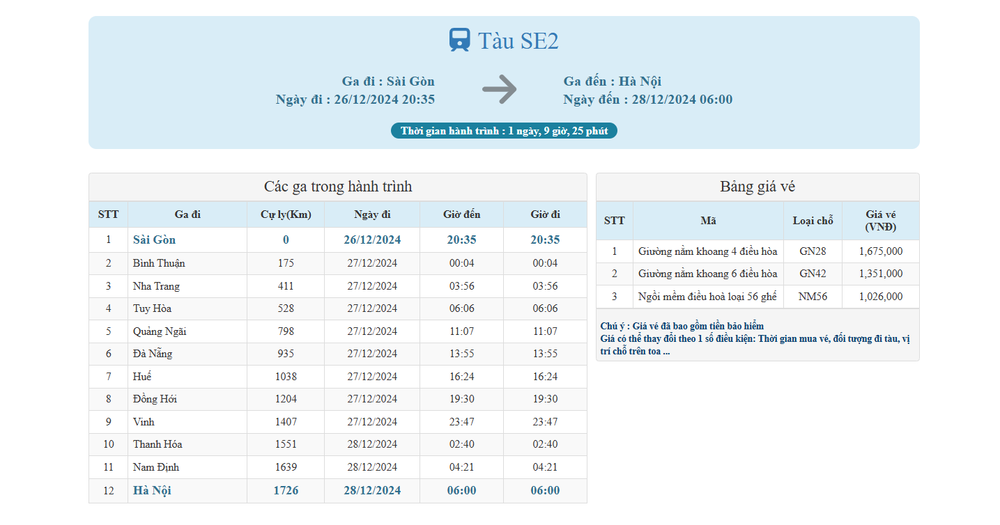 Tàu SE2
Ga đi : Sài Gòn
Ngày đi : 26/12/2024 20:35
Ga đến : Hà Nội
Ngày đến : 28/12/2024 06:00
Thời gian hành trình : 1 ngày, 9 giờ, 25 phút
Các ga trong hành trình
STT Ga đi Cự ly(Km) Ngày đi Giờ đến Giờ đi
1 Sài Gòn 0 26/12/2024 20:35 20:35
2 Bình Thuận 175 27/12/2024 00:04 00:04
3 Nha Trang 411 27/12/2024 03:56 03:56
4 Tuy Hòa 528 27/12/2024 06:06 06:06
5 Quảng Ngãi 798 27/12/2024 11:07 11:07
6 Đà Nẵng 935 27/12/2024 13:55 13:55
7 Huế 1038 27/12/2024 16:24 16:24
8 Đồng Hới 1204 27/12/2024 19:30 19:30
9 Vinh 1407 27/12/2024 23:47 23:47
10 Thanh Hóa 1551 28/12/2024 02:40 02:40
11 Nam Định 1639 28/12/2024 04:21 04:21
12 Hà Nội 1726 28/12/2024 06:00 06:00
Bảng giá vé
STT Mã Loại chỗ Giá vé
(VNĐ)
1 Giường nằm khoang 4 điều hòa GN28 1,675,000
2 Giường nằm khoang 6 điều hòa GN42 1,351,000
3 Ngồi mềm điều hoà loại 56 ghế NM56 1,026,000
Chú ý : Giá vé đã bao gồm tiền bảo hiểm
Giá có thể thay đổi theo 1 số điều kiện: Thời gian mua vé, đối tượng đi tàu, vị
trí chỗ trên toa ...